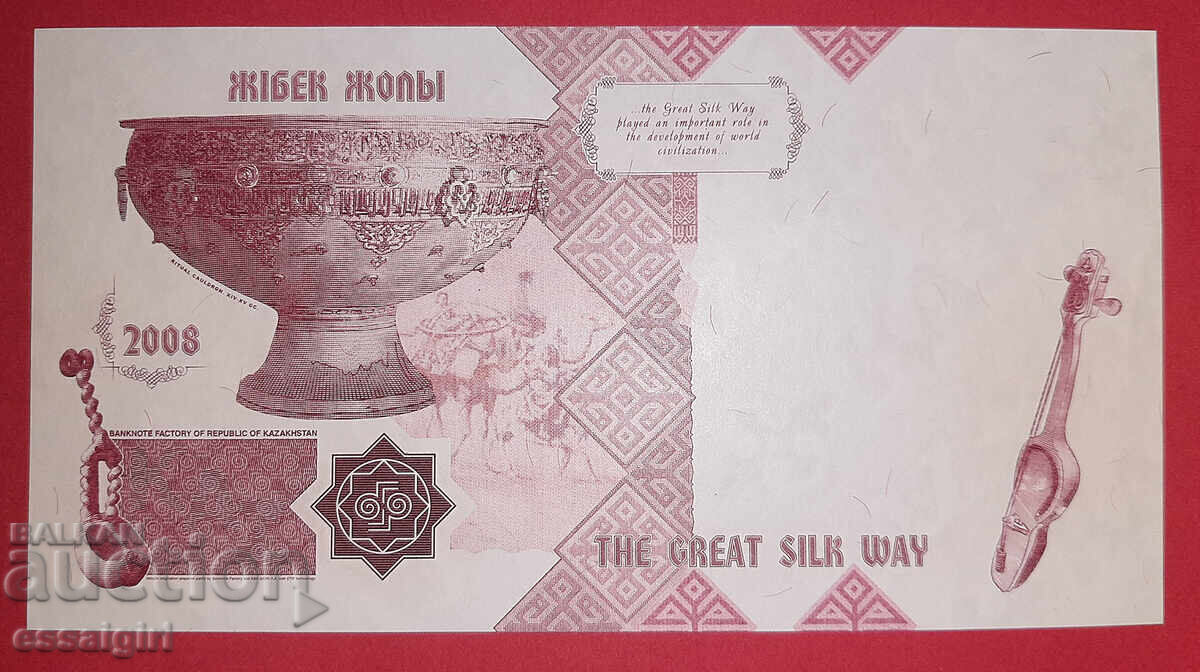 ЖІБЕК ЖОЛЫ
...the Great Silk Way
played an important role in
the development of world
civilization...
RITUAL CAULDRON XIV-XV CC.
2008
BANKNOTE FACTORY OF REPUBLIC OF KAZAKHSTAN
THE GREAT SILK WAY
BALKAN
auction
essaigirl